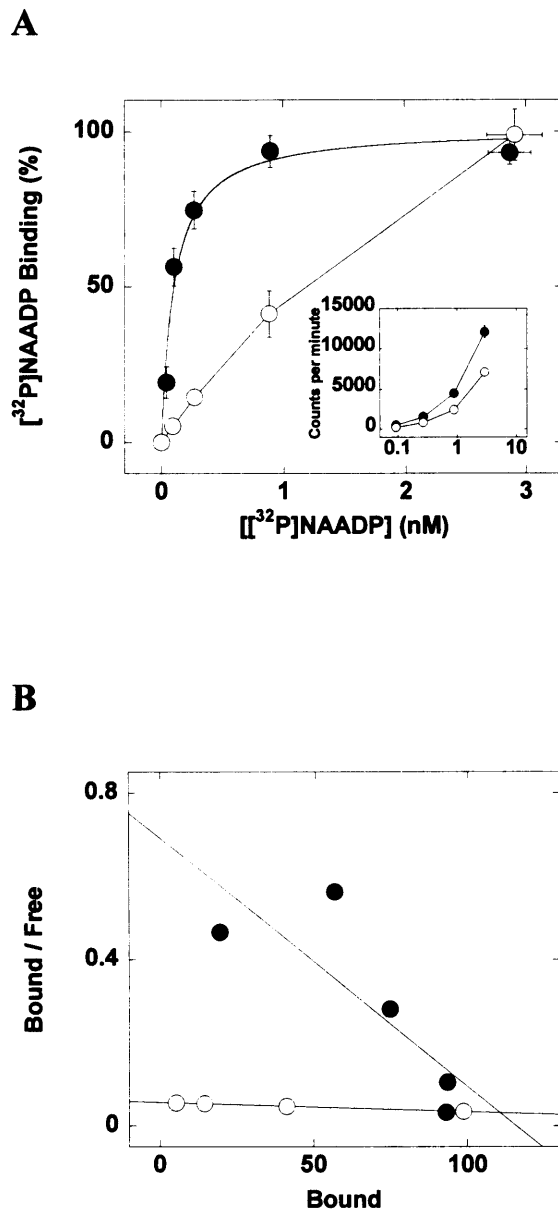 A
100
50
0
[³²P]NAADP Binding (%)
0
1
2
3
[[³²P]NAADP] (nM)
15000
10000
5000
0
Counts per minute
0.1
1
10
B
0.8
0.4
0
Bound / Free
0
50
100
Bound